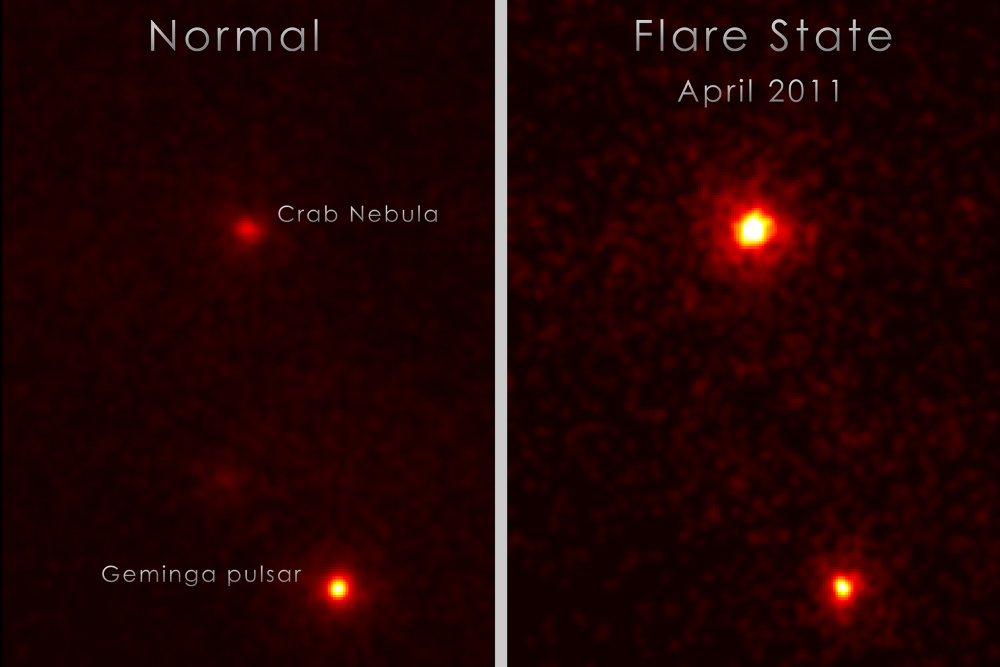 Normal
Crab Nebula
Geminga pulsar
Flare State
April 2011